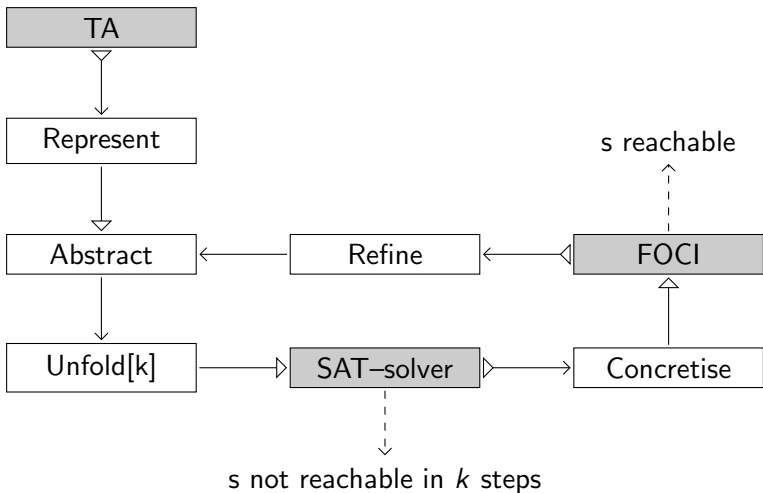 TA
Represent
s reachable
Abstract
Refine
FOCI
Unfold[k]
SAT–solver
Concretise
s not reachable in k steps